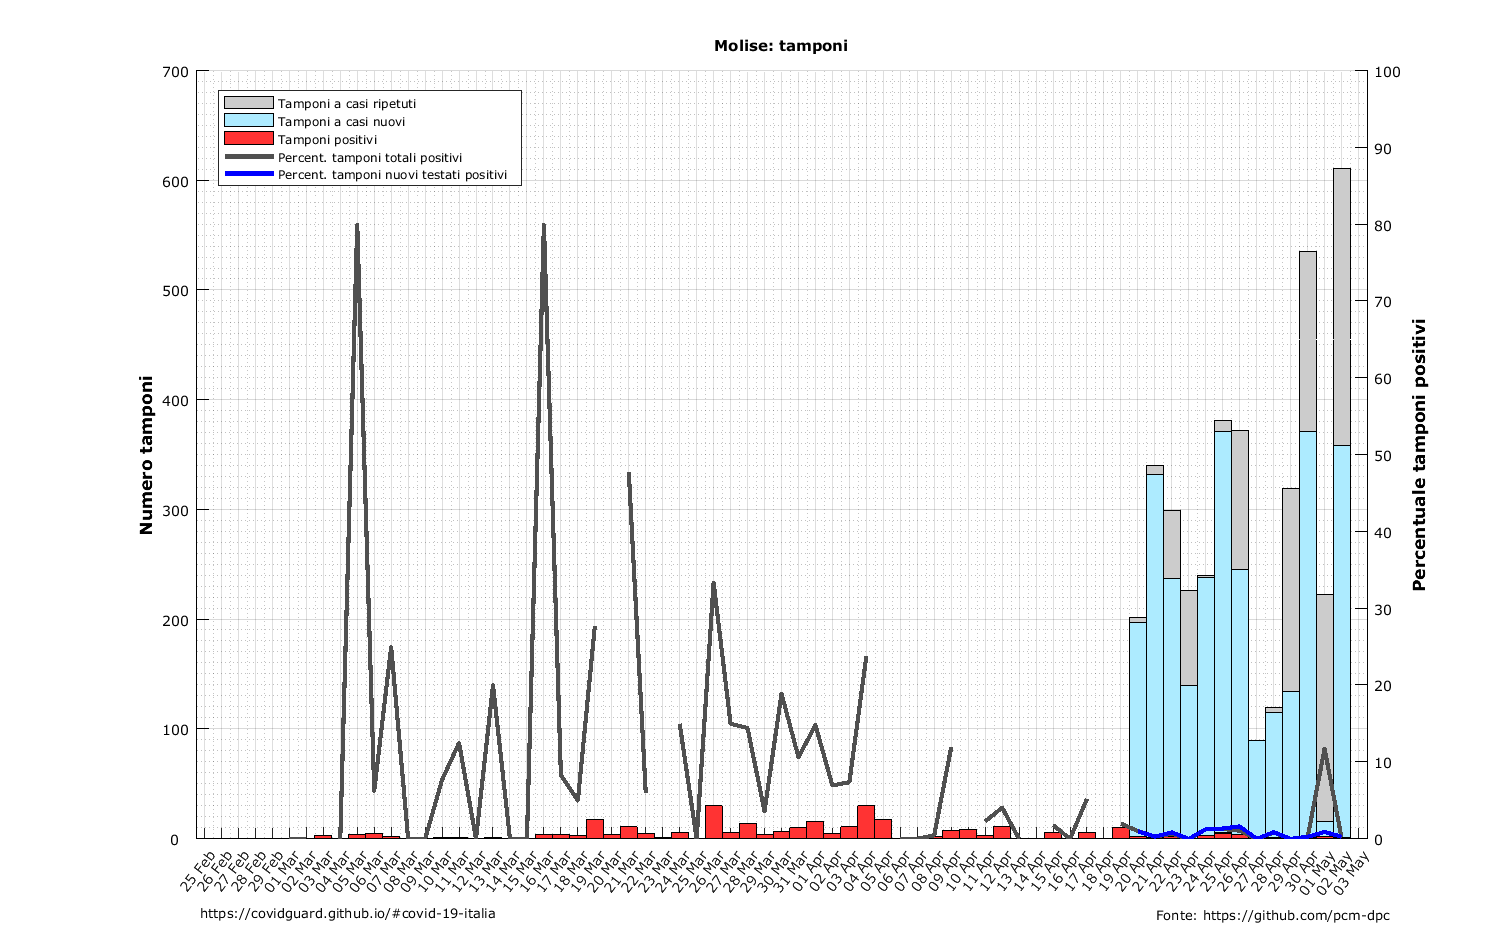 Molise: tamponi
Tamponi a casi ripetuti
Tamponi a casi nuovi
Tamponi positivi
Percent. tamponi totali positivi
Percent. tamponi nuovi testati positivi
Numero tamponi
700
600
500
400
300
200
100
0
Percentuale tamponi positivi
100
90
80
70
60
50
40
30
20
10
0
25 Feb
26 Feb
27 Feb
28 Feb
29 Feb
01 Mar
02 Mar
03 Mar
04 Mar
05 Mar
06 Mar
07 Mar
08 Mar
09 Mar
10 Mar
11 Mar
12 Mar
13 Mar
14 Mar
15 Mar
16 Mar
17 Mar
18 Mar
19 Mar
20 Mar
21 Mar
22 Mar
23 Mar
24 Mar
25 Mar
26 Mar
27 Mar
28 Mar
29 Mar
30 Mar
31 Mar
01 Apr
02 Apr
03 Apr
04 Apr
05 Apr
06 Apr
07 Apr
08 Apr
09 Apr
10 Apr
11 Apr
12 Apr
13 Apr
14 Apr
15 Apr
16 Apr
17 Apr
18 Apr
19 Apr
20 Apr
21 Apr
22 Apr
23 Apr
24 Apr
25 Apr
26 Apr
27 Apr
28 Apr
29 Apr
30 Apr
01 May
02 May
03 May
https://covidguard.github.io/#covid-19-italia
Fonte: https://github.com/pcm-dpc